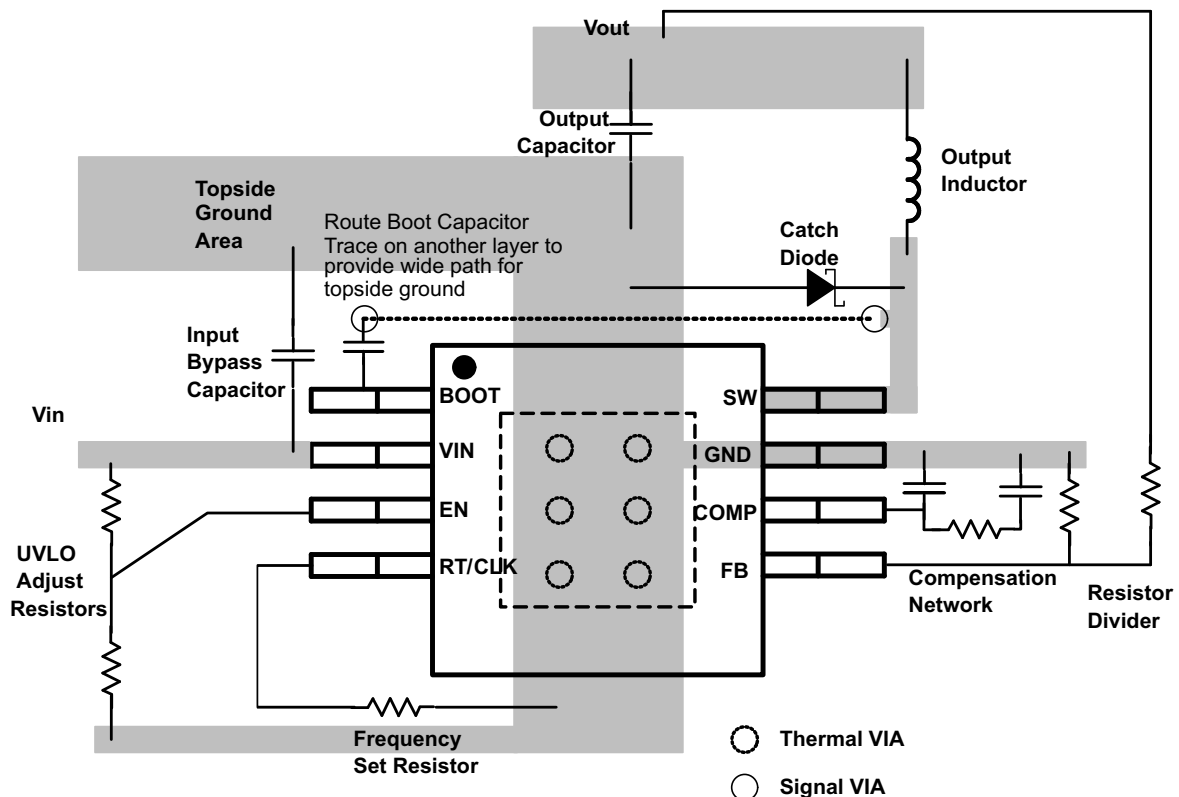 Vout
Output
Capacitor
Output
Inductor
Topside
Ground
Area
Route Boot Capacitor
Trace on another layer to
provide wide path for
topside ground
Catch
Diode
Input
Bypass
Capacitor
Vin
BOOT
VIN
EN
RT/CLK
SW
GND
COMP
FB
UVLO
Adjust
Resistors
Compensation
Network
Resistor
Divider
Frequency
Set Resistor
Thermal VIA
Signal VIA